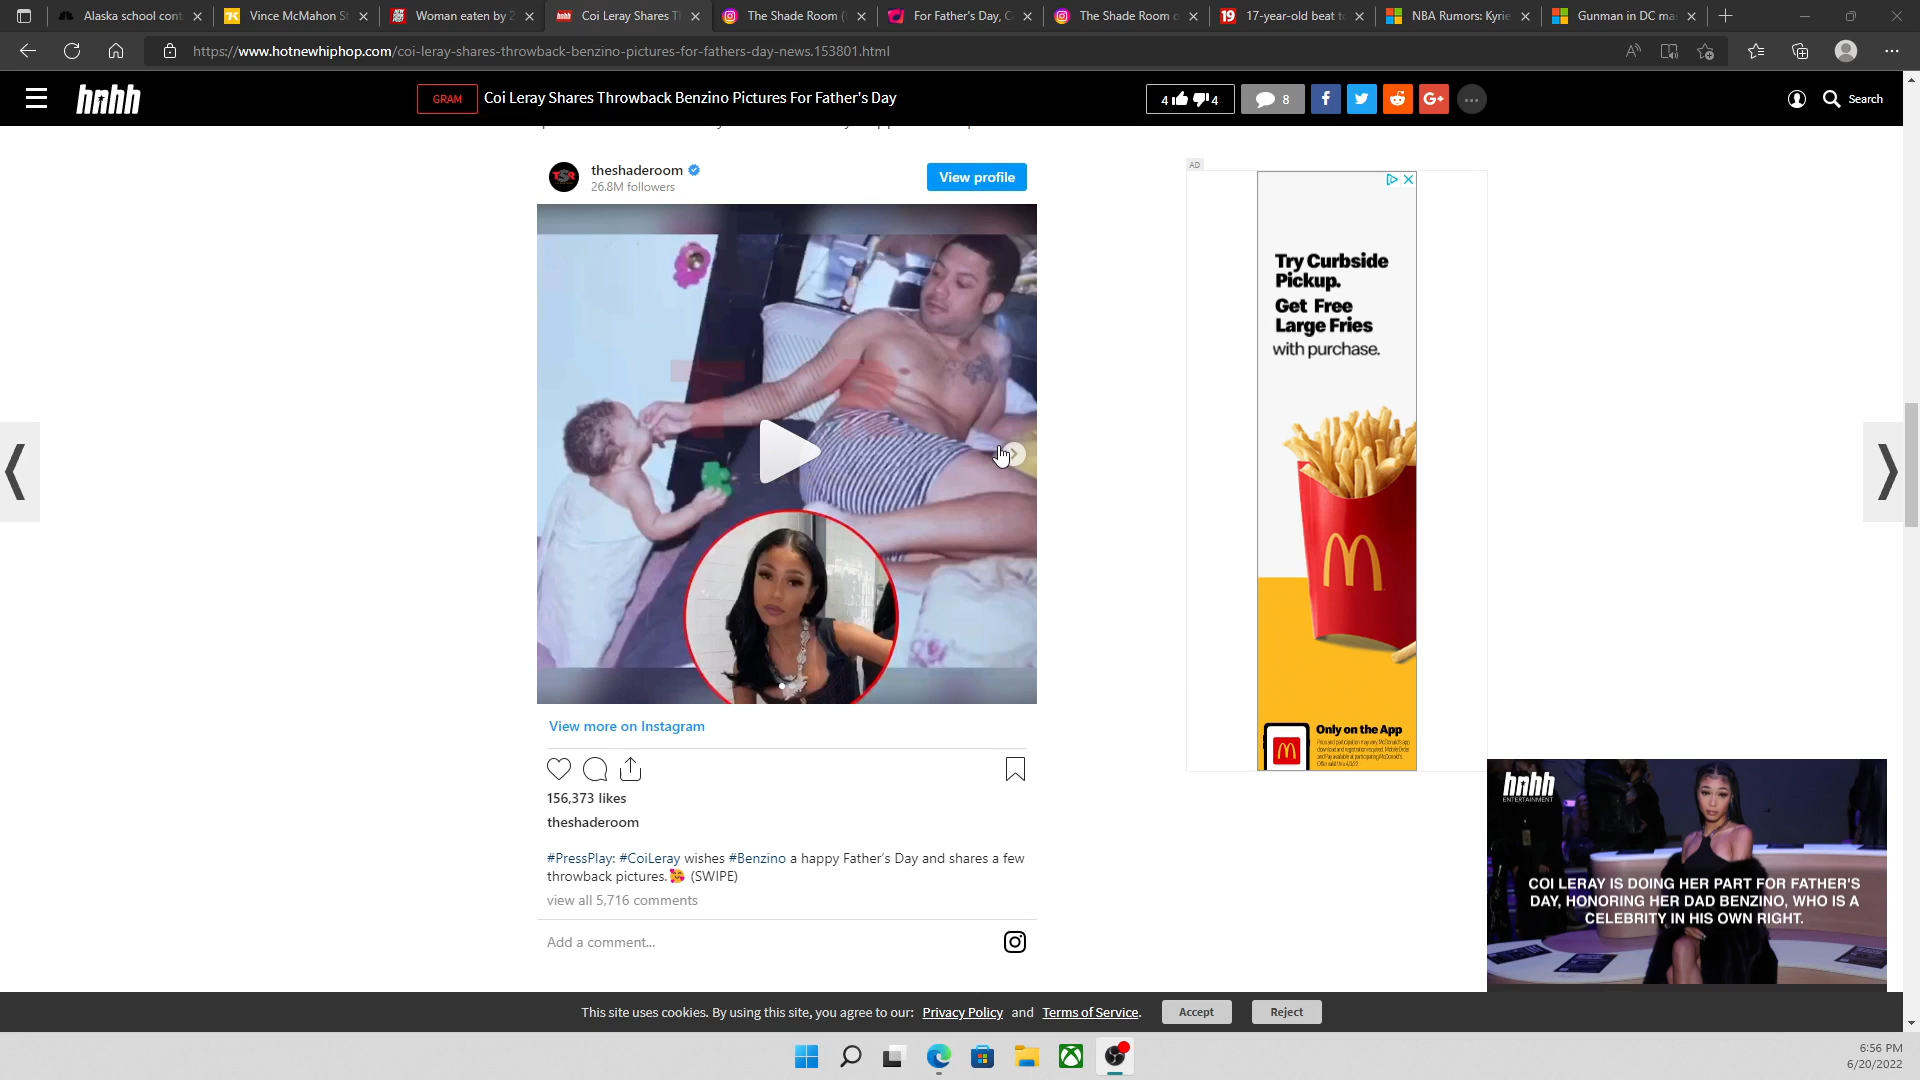 Alaska school cont
Vince McMahon St
Woman eaten by 2
Coi Leray Shares T
The Shade Room (
For Father's Day, C
The Shade Room o
17-year-old beat t
NBA Rumors: Kyrie
Gunman in DC ma
https://www.hotnewhiphop.com/coi-leray-shares-throwback-benzino-pictures-for-fathers-day-news.153801.html
hnhh
GRAM
Coi Leray Shares Throwback Benzino Pictures For Father's Day
4 4
8
f
G+
Search
theshaderoom
26.8M followers
View profile
AD
Try Curbside
Pickup.
Get Free
Large Fries
with purchase.
Only on the App
View more on Instagram
156,373 likes
theshaderoom
#PressPlay: #CoiLeray wishes #Benzino a happy Father's Day and shares a few
throwback pictures.🥰 (SWIPE)
view all 5,716 comments
Add a comment...
hnhh
ENTERTAINMENT
COI LERAY IS DOING HER PART FOR FATHER'S
DAY, HONORING HER DAD BENZINO, WHO IS A
CELEBRITY IN HIS OWN RIGHT.
This site uses cookies. By using this site, you agree to our: Privacy Policy and Terms of Service.
Accept
Reject
6:56 PM
6/20/2022